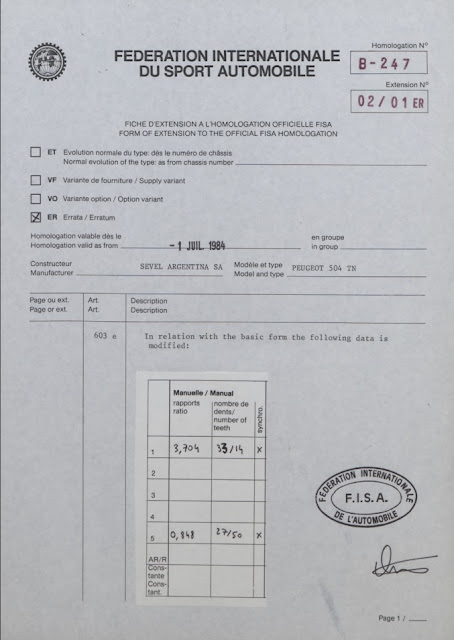 FEDERATION INTERNATIONALE
DU SPORT AUTOMOBILE
Homologation N°
B-247
Extension N°
02/01 ER
FICHE D'EXTENSION A L'HOMOLOGATION OFFICIELLE FISA
FORM OF EXTENSION TO THE OFFICIAL FISA HOMOLOGATION
ET Evolution normale du type: dès le numéro de châssis
Normal evolution of the type: as from chassis number
VF Variante de fourniture / Supply variant
VO Variante option / Option variant
X ER Errata / Erratum
Homologation valable dès le
Homologation valid as from -1 JUIL. 1984
en groupe
in group
Constructeur
Manufacturer SEVEL ARGENTINA SA
Modèle et type
Model and type PEUGEOT 504 TN
Page ou ext. Art. Description
Page or ext. Art. Description
603 e In relation with the basic form the following data is
modified:
Manuelle / Manual
rapports
ratio
nombre de
dents/
number of
teeth
synchro.
1 3,704 33/14 x
2
3
4
5 0,848 27/50 x
AR/R
Cons-
tante
Cons-
tant.
FEDERATION INTERNATIONALE
F.I.S.A.
DE L'AUTOMOBILE
Page 1 /